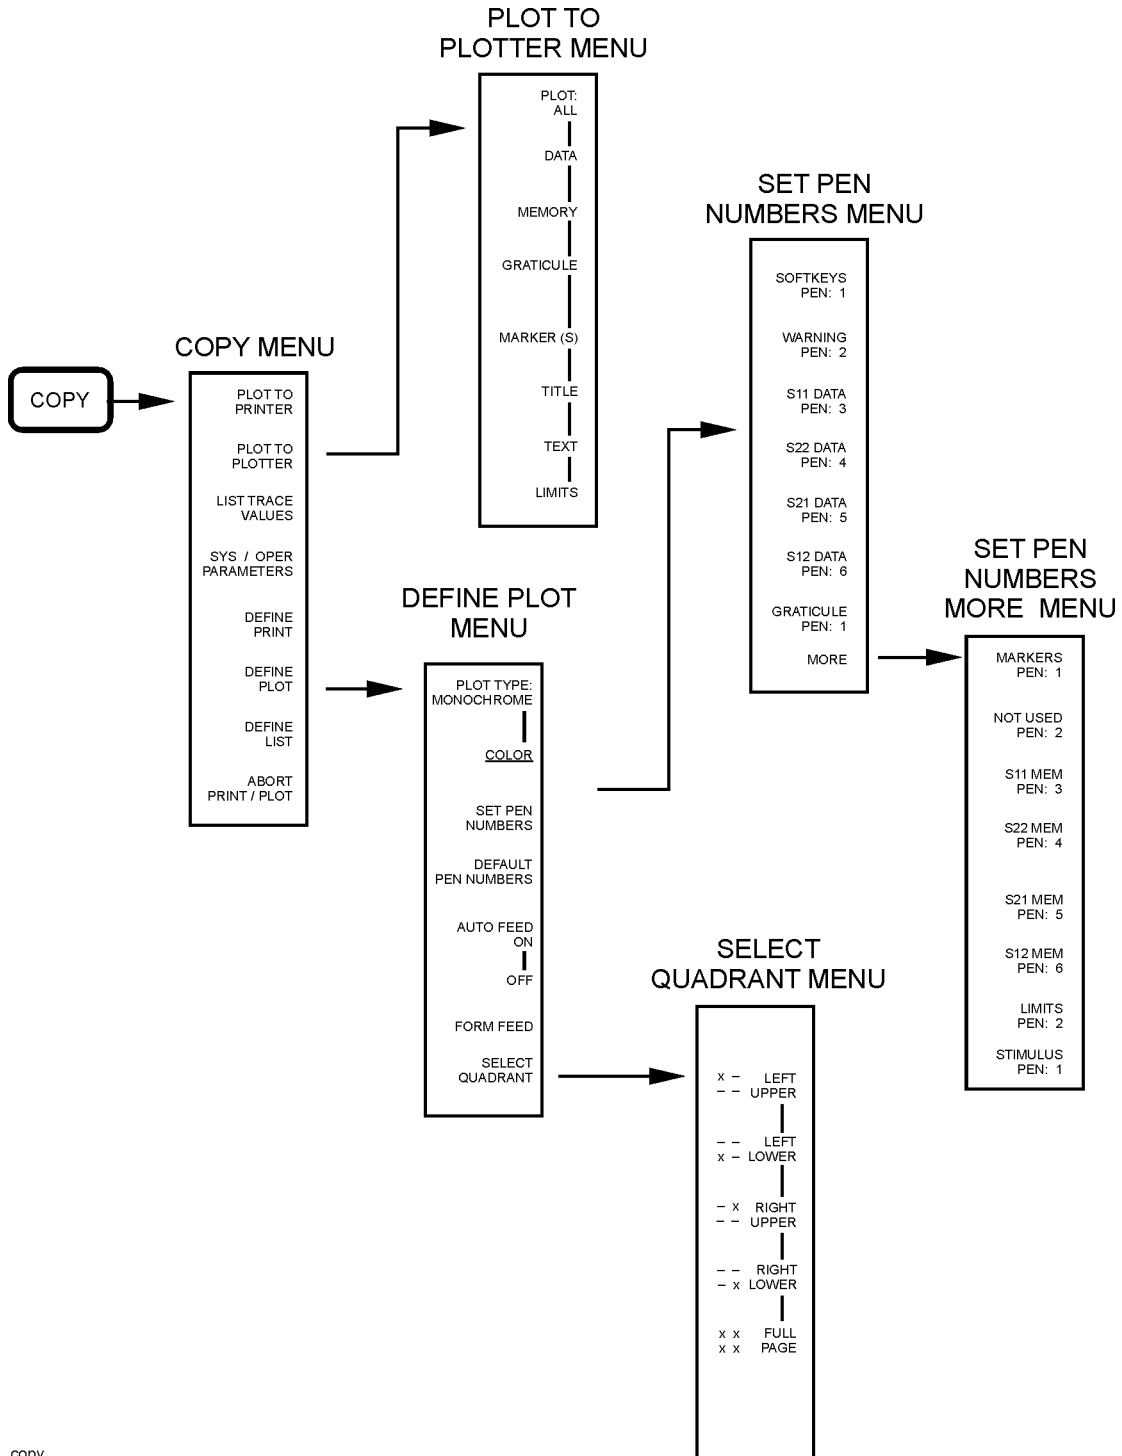 PLOT TO
PLOTTER MENU
PLOT:
ALL
DATA
MEMORY
GRATICULE
MARKER (S)
TITLE
TEXT
LIMITS
COPY
COPY MENU
PLOT TO
PRINTER
PLOT TO
PLOTTER
LIST TRACE
VALUES
SYS / OPER
PARAMETERS
DEFINE
PRINT
DEFINE
PLOT
DEFINE
LIST
ABORT
PRINT / PLOT
DEFINE PLOT
MENU
PLOT TYPE:
MONOCHROME
COLOR
SET PEN
NUMBERS
DEFAULT
PEN NUMBERS
AUTO FEED
ON
OFF
FORM FEED
SELECT
QUADRANT
SET PEN
NUMBERS MENU
SOFTKEYS
PEN: 1
WARNING
PEN: 2
S11 DATA
PEN: 3
S22 DATA
PEN: 4
S21 DATA
PEN: 5
S12 DATA
PEN: 6
GRATICULE
PEN: 1
MORE
SET PEN
NUMBERS
MORE MENU
MARKERS
PEN: 1
NOT USED
PEN: 2
S11 MEM
PEN: 3
S22 MEM
PEN: 4
S21 MEM
PEN: 5
S12 MEM
PEN: 6
LIMITS
PEN: 2
STIMULUS
PEN: 1
SELECT
QUADRANT MENU
x – LEFT
– – UPPER
– – LEFT
x – LOWER
– x RIGHT
– – UPPER
– – RIGHT
– x LOWER
x x FULL
x x PAGE
copy